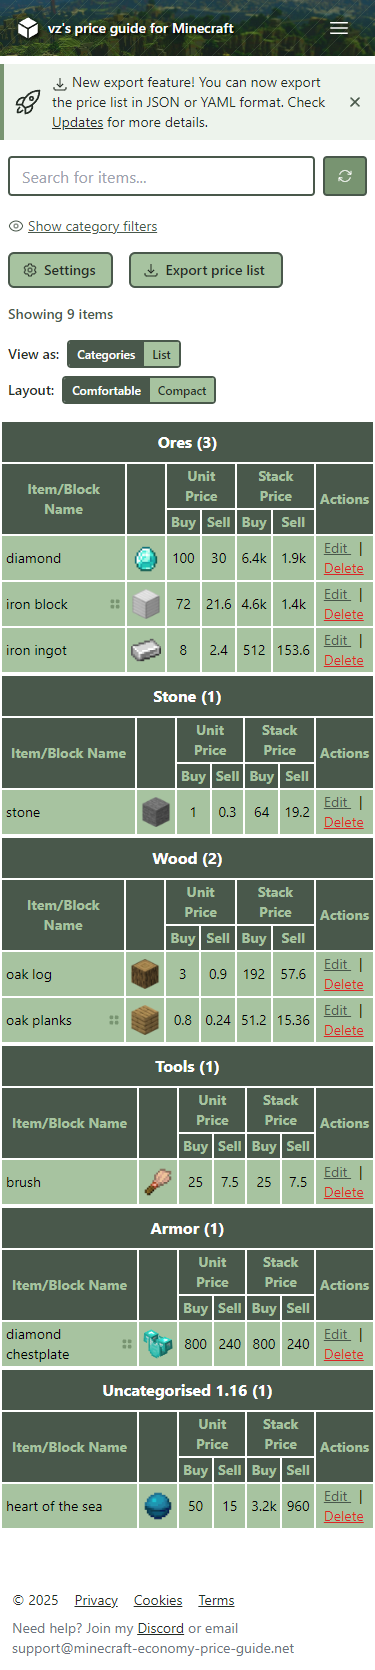 vz's price guide for Minecraft
New export feature! You can now export
the price list in JSON or YAML format. Check
Updates for more details.
Search for items...
Show category filters
Settings
Export price list
Showing 9 items
View as: Categories List
Layout: Comfortable Compact
Ores (3)
Item/Block Name Unit Price Stack Price Actions
Buy Sell Buy Sell
diamond 100 30 6.4k 1.9k Edit | Delete
iron block 72 21.6 4.6k 1.4k Edit | Delete
iron ingot 8 2.4 512 153.6 Edit | Delete
Stone (1)
Item/Block Name Unit Price Stack Price Actions
Buy Sell Buy Sell
stone 1 0.3 64 19.2 Edit | Delete
Wood (2)
Item/Block Name Unit Price Stack Price Actions
Buy Sell Buy Sell
oak log 3 0.9 192 57.6 Edit | Delete
oak planks 0.8 0.24 51.2 15.36 Edit | Delete
Tools (1)
Item/Block Name Unit Price Stack Price Actions
Buy Sell Buy Sell
brush 25 7.5 25 7.5 Edit | Delete
Armor (1)
Item/Block Name Unit Price Stack Price Actions
Buy Sell Buy Sell
diamond chestplate 800 240 800 240 Edit | Delete
Uncategorised 1.16 (1)
Item/Block Name Unit Price Stack Price Actions
Buy Sell Buy Sell
heart of the sea 50 15 3.2k 960 Edit | Delete
© 2025 Privacy Cookies Terms
Need help? Join my Discord or email
support@minecraft-economy-price-guide.net